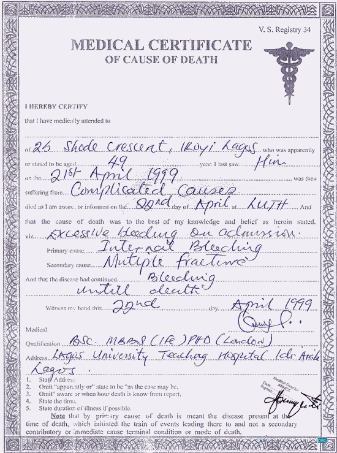 V. S. Registry 34
MEDICAL CERTIFICATE
OF CAUSE OF DEATH
I HEREBY CERTIFY
that I have medically attended to
of 26 Shode Crescent, Ikoyi Lagos who was apparently
or stated to be aged 49 year. I last saw Him
on the 21st April 1999 was then
suffering from Complicated Causes
died as I am aware, or informed on the 22nd day of April at LUTH And
that the cause of death was to the best of my knowledge and belief as herein stated.
viz Excessive bleeding on admission.
Primary cause Internal Bleeding
Secondary cause Mutiple fracture
And that the disease had continued Bleeding
untill death
Witness my hand this 22nd day April 1999
Medical
Qualification BSC. MBBS (IFE) PHD (London)
Address Lagos University Teaching Hospital Idi Araba
Lagos.
1. State Address.
2. Omit "apparently" or state to be "as the case may be.
3. Omit" aware or when hour death is know from report.
4. State the time.
5. State duration of illness if possible.
Note that by primary cause of death is meant the disease present at the
time of death, which initiated the train of events leading there to and not a secondary
contributory or immediate cause terminal condition or mode of death.